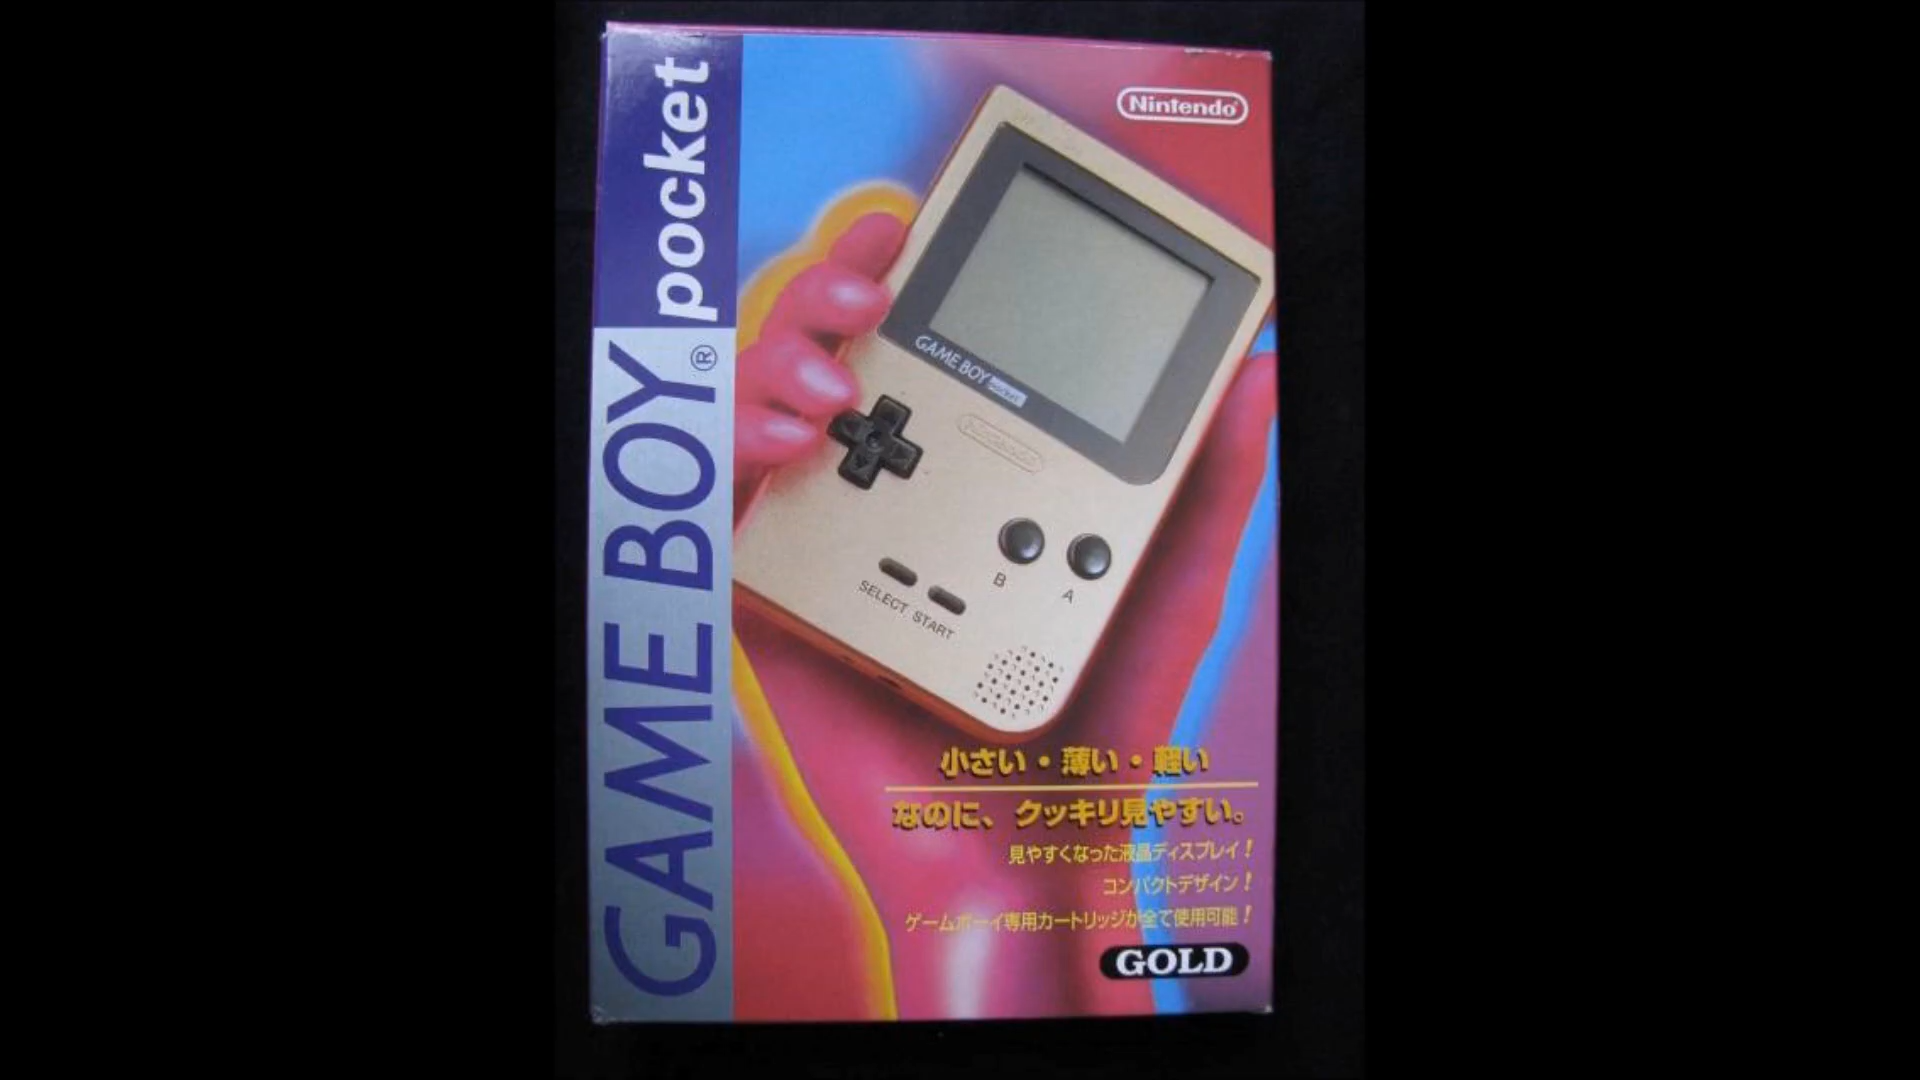 GAME BOY® pocket
Nintendo®
GAME BOY pocket
Nintendo
B
A
SELECT START
小さい・薄い・軽い
なのに、クッキリ見やすい。
見やすくなった液晶ディスプレイ!
コンパクトデザイン!
ゲームボーイ専用カートリッジが全て使用可能!
GOLD